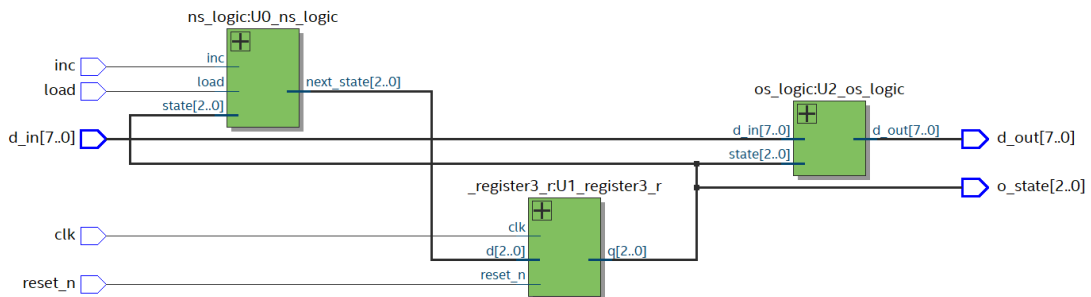 ns_logic:U0_ns_logic
inc
inc
load
load
next_state[2..0]
state[2..0]
os_logic:U2_os_logic
d_in[7..0]
d_in[7..0]
d_out[7..0]
d_out[7..0]
state[2..0]
o_state[2..0]
_register3_r:U1_register3_r
clk
clk
d[2..0]
q[2..0]
reset_n
reset_n